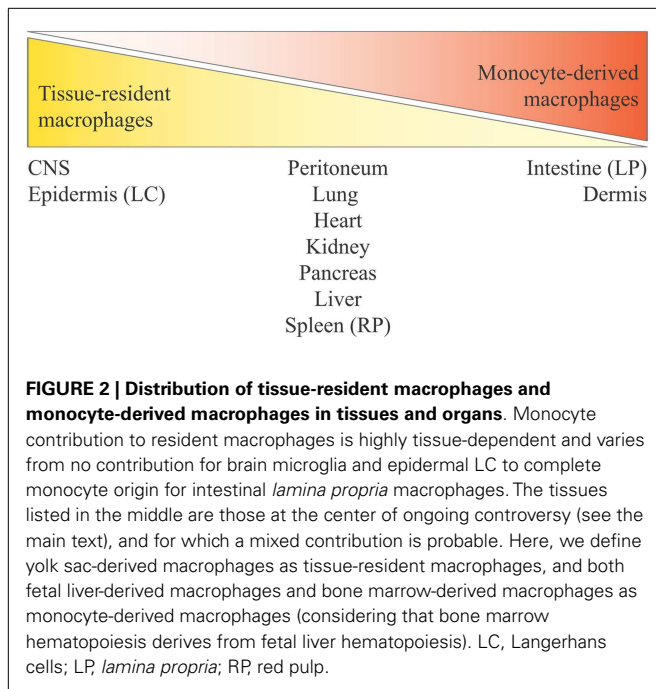 Tissue-resident
macrophages
Monocyte-derived
macrophages
CNS
Epidermis (LC)
Peritoneum
Lung
Heart
Kidney
Pancreas
Liver
Spleen (RP)
Intestine (LP)
Dermis
FIGURE 2 | Distribution of tissue-resident macrophages and
monocyte-derived macrophages in tissues and organs. Monocyte
contribution to resident macrophages is highly tissue-dependent and varies
from no contribution for brain microglia and epidermal LC to complete
monocyte origin for intestinal lamina propria macrophages. The tissues
listed in the middle are those at the center of ongoing controversy (see the
main text), and for which a mixed contribution is probable. Here, we define
yolk sac-derived macrophages as tissue-resident macrophages, and both
fetal liver-derived macrophages and bone marrow-derived macrophages as
monocyte-derived macrophages (considering that bone marrow
hematopoiesis derives from fetal liver hematopoiesis). LC, Langerhans
cells; LP, lamina propria; RP, red pulp.